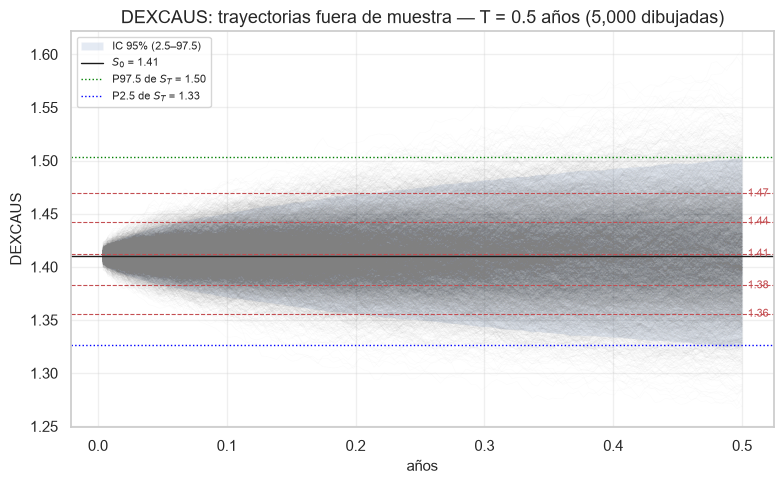 DEXCAUS: trayectorias fuera de muestra — T = 0.5 años (5,000 dibujadas)
IC 95% (2.5–97.5)
S₀ = 1.41
P97.5 de S_T = 1.50
P2.5 de S_T = 1.33
DEXCAUS
1.60
1.55
1.50
1.45
1.40
1.35
1.30
1.25
1.47
1.44
1.41
1.38
1.36
0.0
0.1
0.2
0.3
0.4
0.5
años